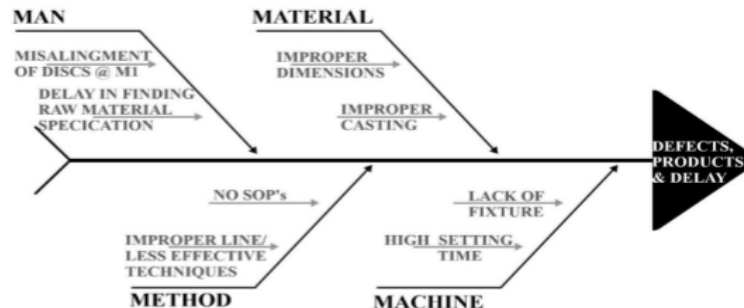 MAN
MISALINGMENT
OF DISCS @ M1
DELAY IN FINDING
RAW MATERIAL
SPECICATION
MATERIAL
IMPROPER
DIMENSIONS
IMPROPER
CASTING
DEFECTS,
PRODUCTS
& DELAY
NO SOP's
IMPROPER LINE/
LESS EFFECTIVE
TECHNIQUES
METHOD
LACK OF
FIXTURE
HIGH SETTING
TIME
MACHINE